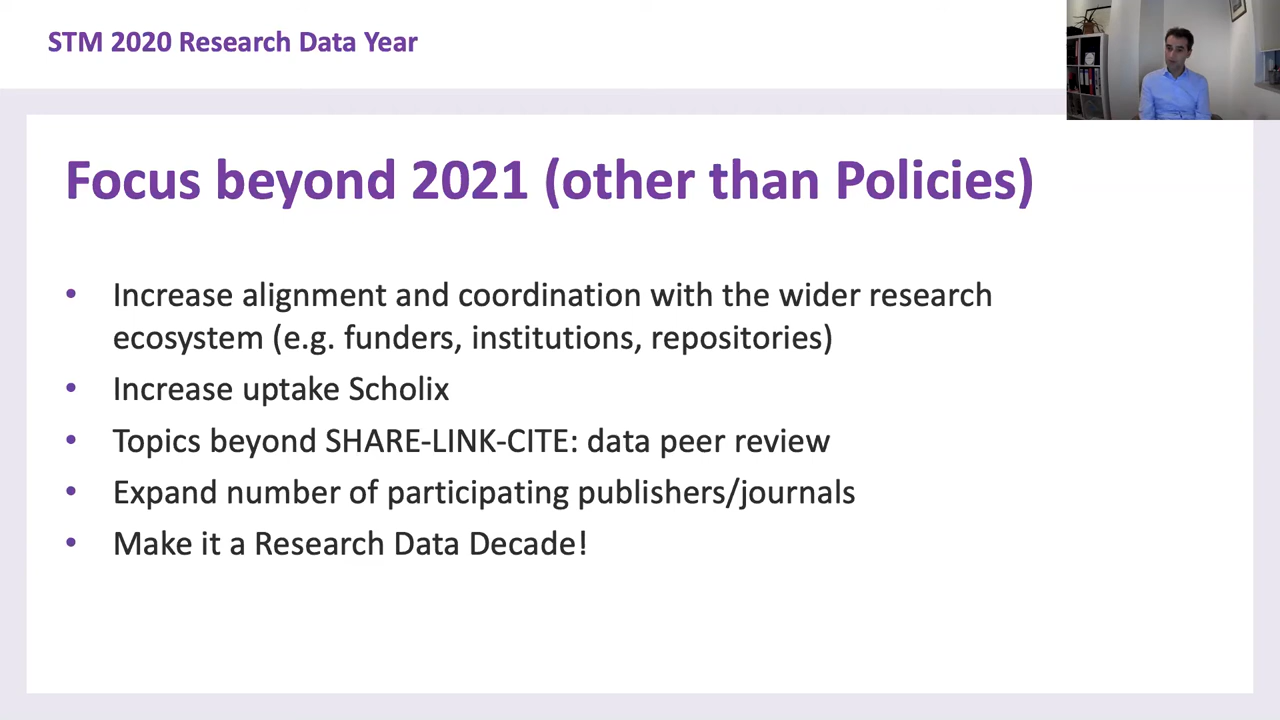 STM 2020 Research Data Year
Focus beyond 2021 (other than Policies)
• Increase alignment and coordination with the wider research
ecosystem (e.g. funders, institutions, repositories)
• Increase uptake Scholix
• Topics beyond SHARE-LINK-CITE: data peer review
• Expand number of participating publishers/journals
• Make it a Research Data Decade!